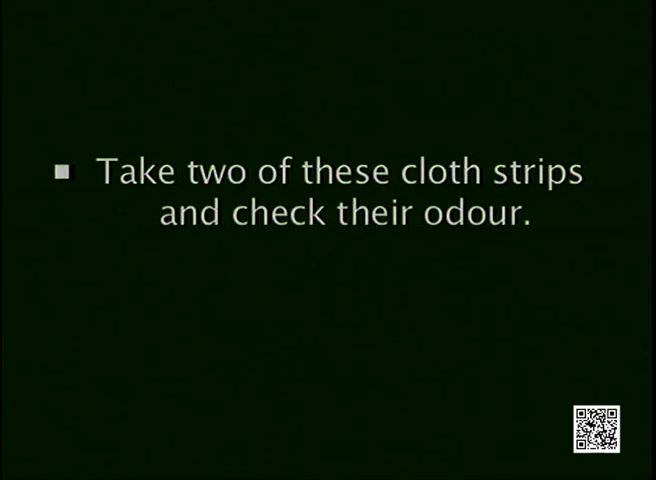 ▪ Take two of these cloth strips
and check their odour.